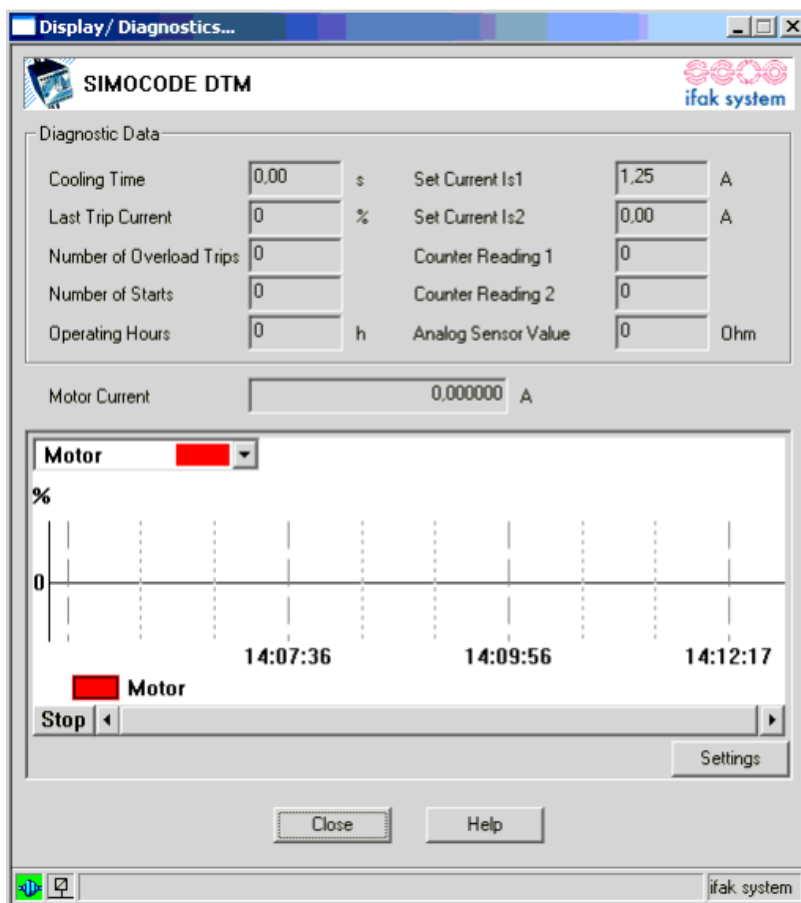 Display/ Diagnostics...
SIMOCODE DTM
ifak system
Diagnostic Data
Cooling Time 0,00 s Set Current Is1 1,25 A
Last Trip Current 0 % Set Current Is2 0,00 A
Number of Overload Trips 0 Counter Reading 1 0
Number of Starts 0 Counter Reading 2 0
Operating Hours 0 h Analog Sensor Value 0 Ohm
Motor Current 0,000000 A
Motor
%
0
14:07:36 14:09:56 14:12:17
Motor
Stop
Settings
Close Help
ifak system